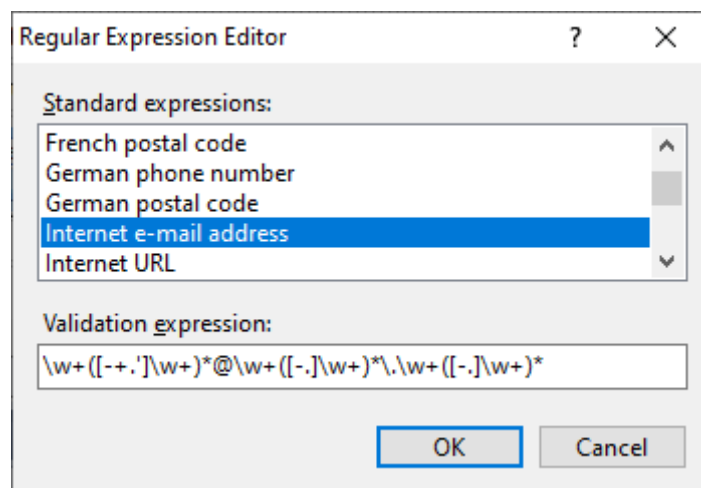 Regular Expression Editor ?
Standard expressions:
French postal code
German phone number
German postal code
Internet e-mail address
Internet URL
Validation expression:
\w+([-+.']\w+)*@\w+([-.]\w+)*\.\w+([-.]\w+)*
OK Cancel